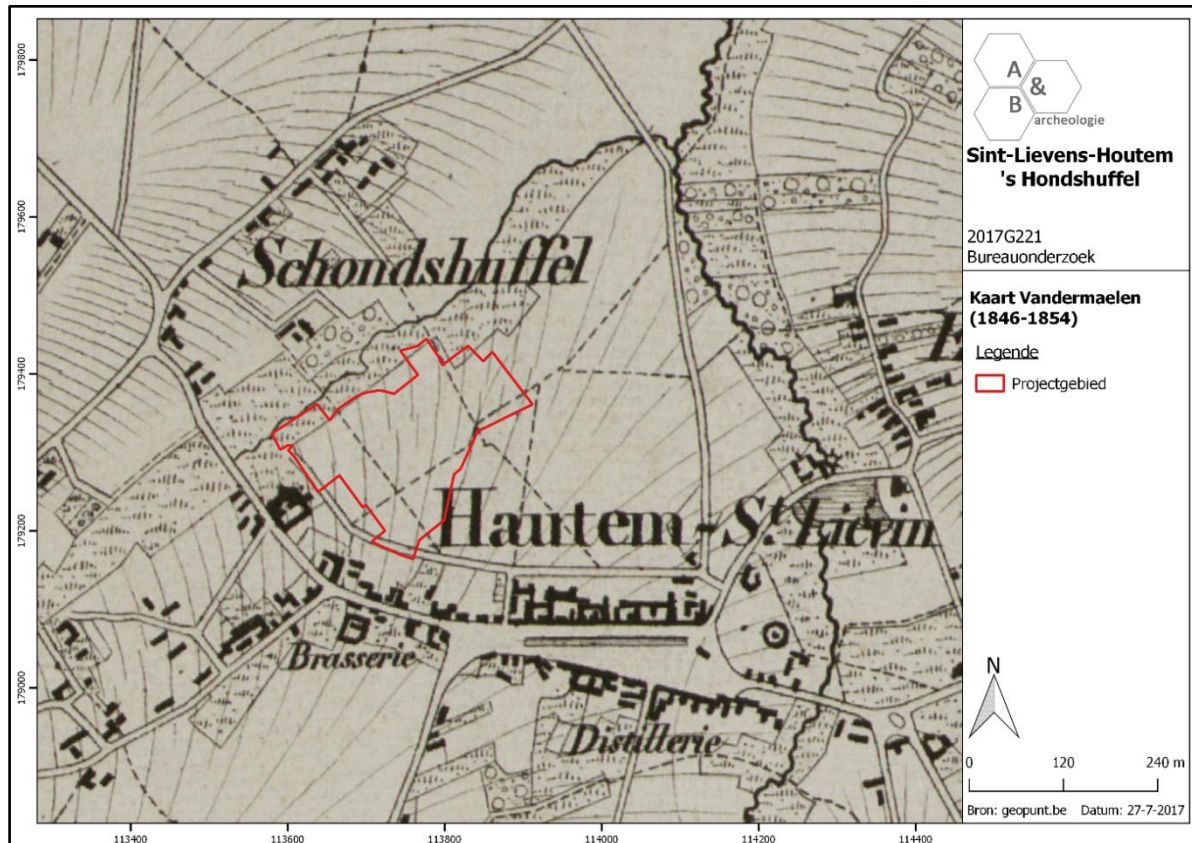 Schondshuffel
Hautem - St. Lievin
Brasserie
Distillerie
179800
179600
179400
179200
179000
113400
113600
113800
114000
114200
114400
A
&
B
archeologie
Sint-Lievens-Houtem
's Hondshuffel
2017G221
Bureauonderzoek
Kaart Vandermaelen
(1846-1854)
Legende
Projectgebied
N
0 120 240 m
Bron: geopunt.be Datum: 27-7-2017